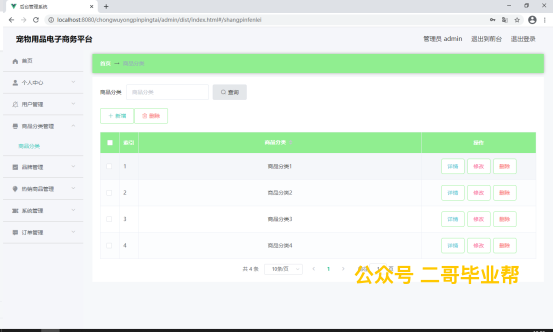 后台管理系统
localhost:8080/chongwuyongpinpingtai/admin/dist/index.html#/shangpinfenlei
宠物用品电子商务平台
管理员 admin 退出到前台 退出登录
首页
个人中心
用户管理
商品分类管理
商品分类
品牌管理
热销商品管理
系统管理
订单管理
首页 商品分类
商品分类 商品分类 查询
+ 新增 删除
索引 商品分类 操作
1 商品分类1 详情 修改 删除
2 商品分类2 详情 修改 删除
3 商品分类3 详情 修改 删除
4 商品分类4 详情 修改 删除
共 4 条 10条/页 < 1 >
公众号 二哥毕业帮